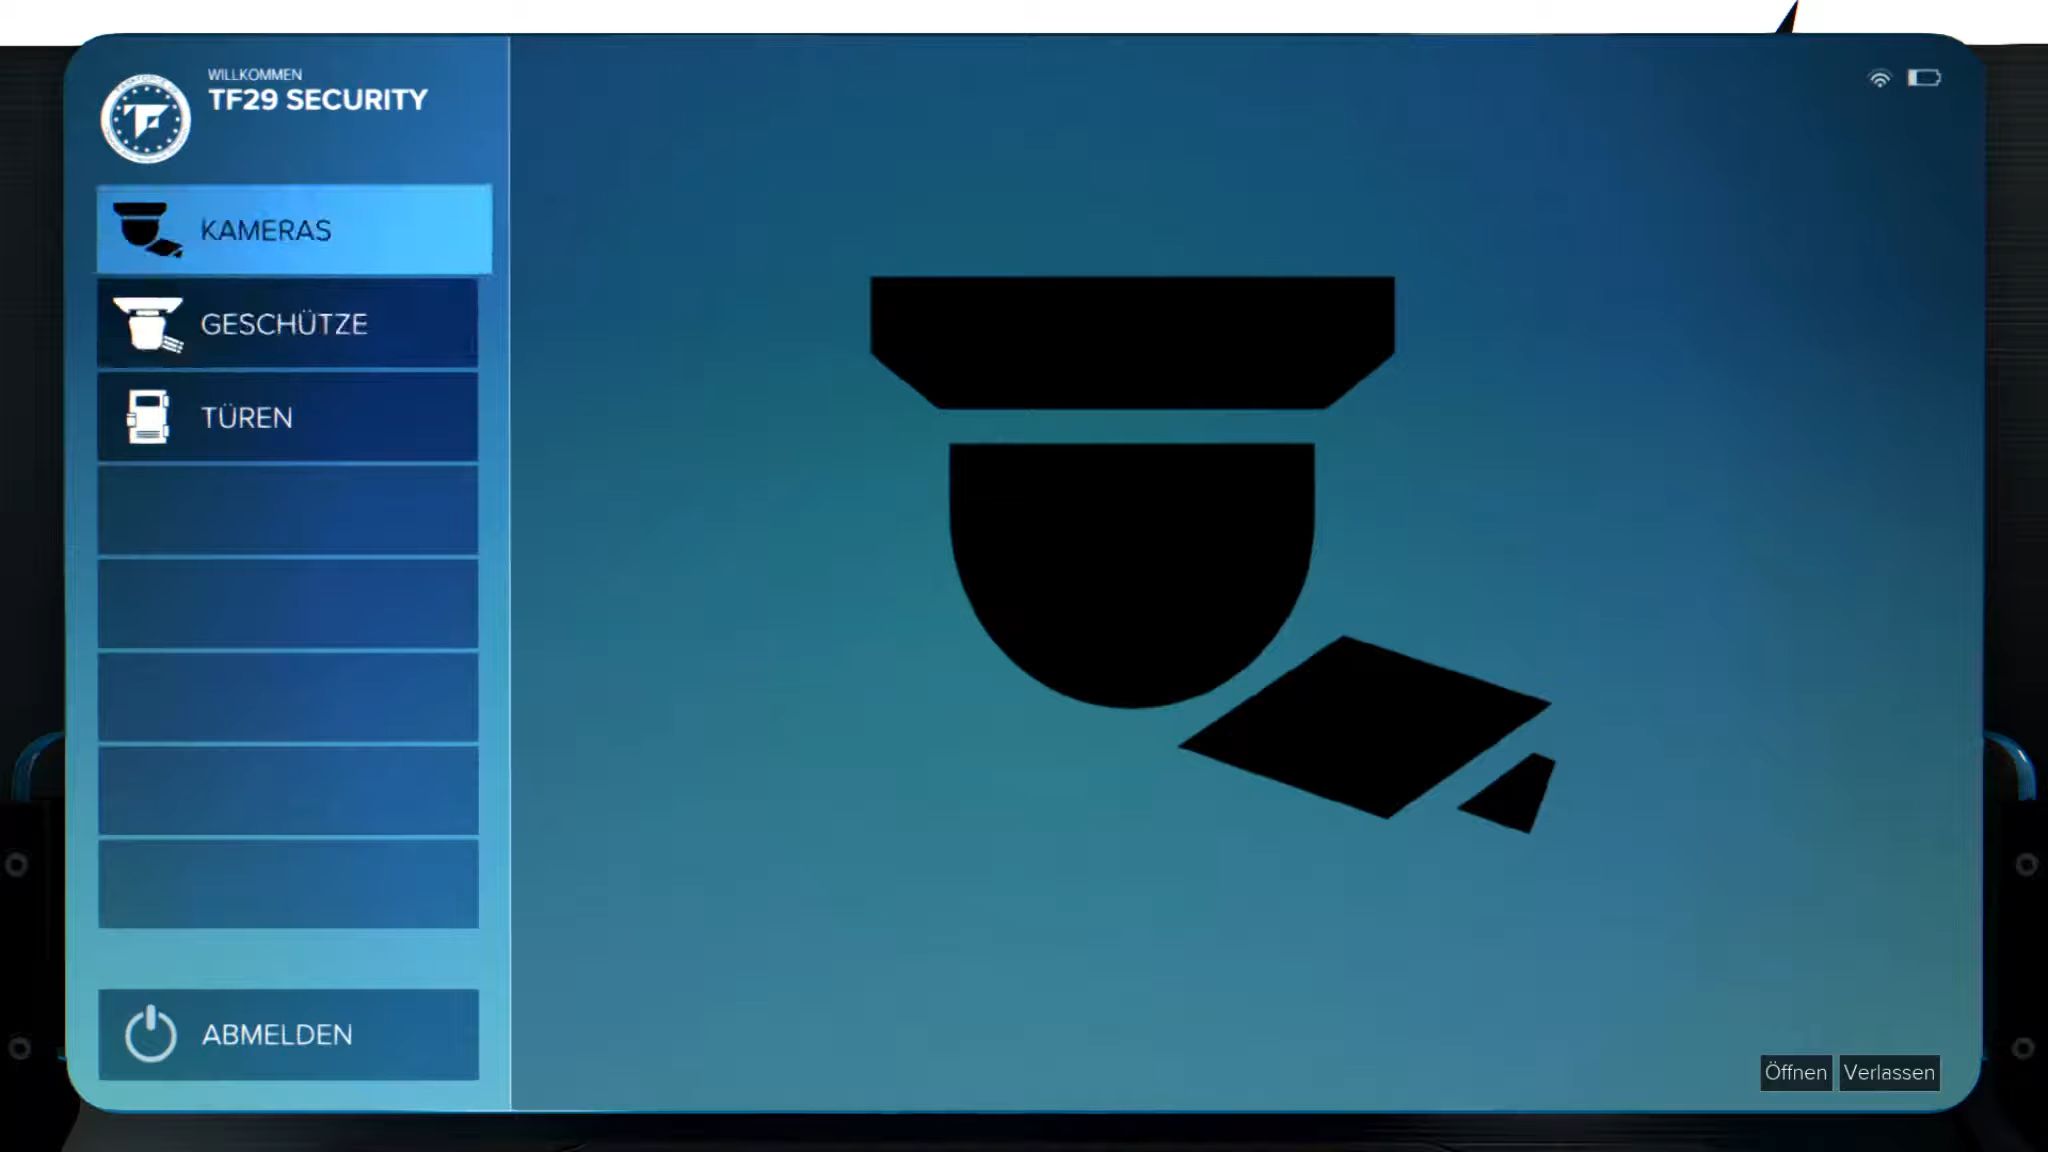 WILLKOMMEN
TF29 SECURITY
KAMERAS
GESCHÜTZE
TÜREN
ABMELDEN
Öffnen Verlassen